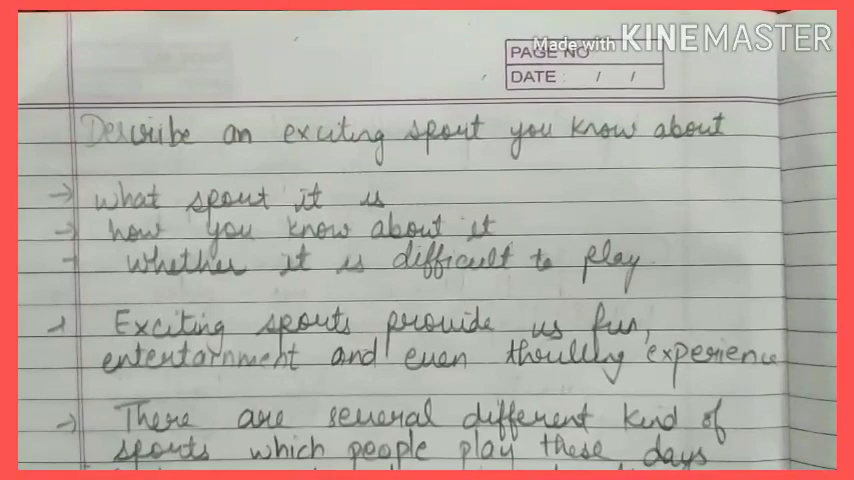 Made with KINEMASTER
PAGE NO
DATE : / /
Describe an exciting sport you know about
→ What sport it is
→ how you know about it
→ whether it is difficult to play.
→ Exciting sports provide us fun,
entertainment and even thrilling experience
→ There are several different kind of
sports which people play these days